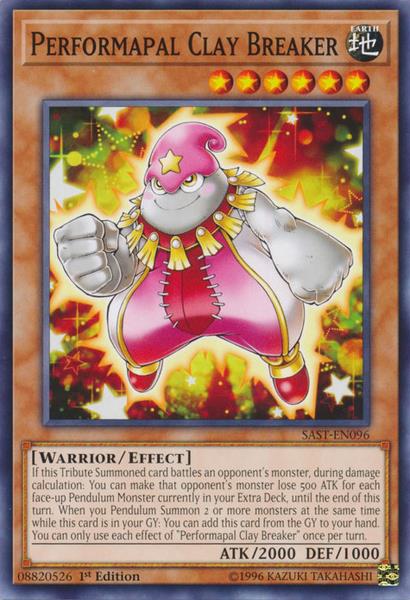 PERFORMAPAL CLAY BREAKER
EARTH
地
SAST-EN096
[WARRIOR/EFFECT]
If this Tribute Summoned card battles an opponent's monster, during damage
calculation: You can make that opponent's monster lose 500 ATK for each
face-up Pendulum Monster currently in your Extra Deck, until the end of this
turn. When you Pendulum Summon 2 or more monsters at the same time
while this card is in your GY: You can add this card from the GY to your hand.
You can only use each effect of "Performapal Clay Breaker" once per turn.
ATK/2000 DEF/1000
08820526 1st Edition ©1996 KAZUKI TAKAHASHI